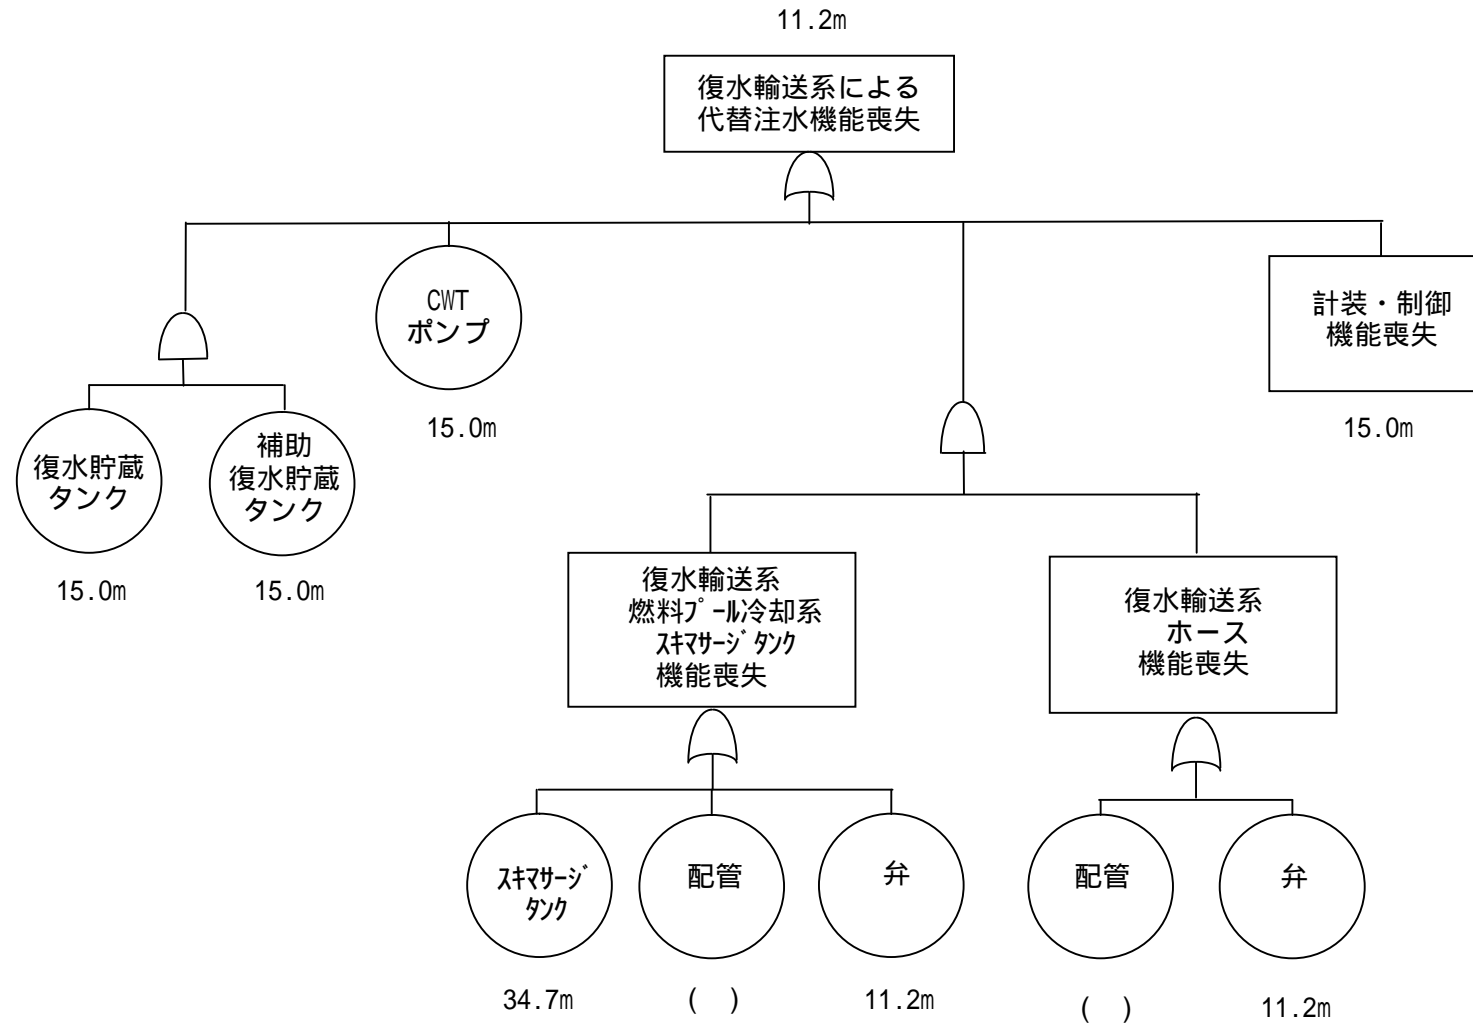 11.2m
復水輸送系による
代替注水機能喪失
CWT
ポンプ
15.0m
計装・制御
機能喪失
15.0m
復水貯蔵
タンク
15.0m
補助
復水貯蔵
タンク
15.0m
復水輸送系
燃料ﾌﾟｰﾙ冷却系
ｽｷﾏｻｰｼﾞﾀﾝｸ
機能喪失
復水輸送系
ホース
機能喪失
ｽｷﾏｻｰｼﾞ
ﾀﾝｸ
34.7m
配管
( )
弁
11.2m
配管
( )
弁
11.2m